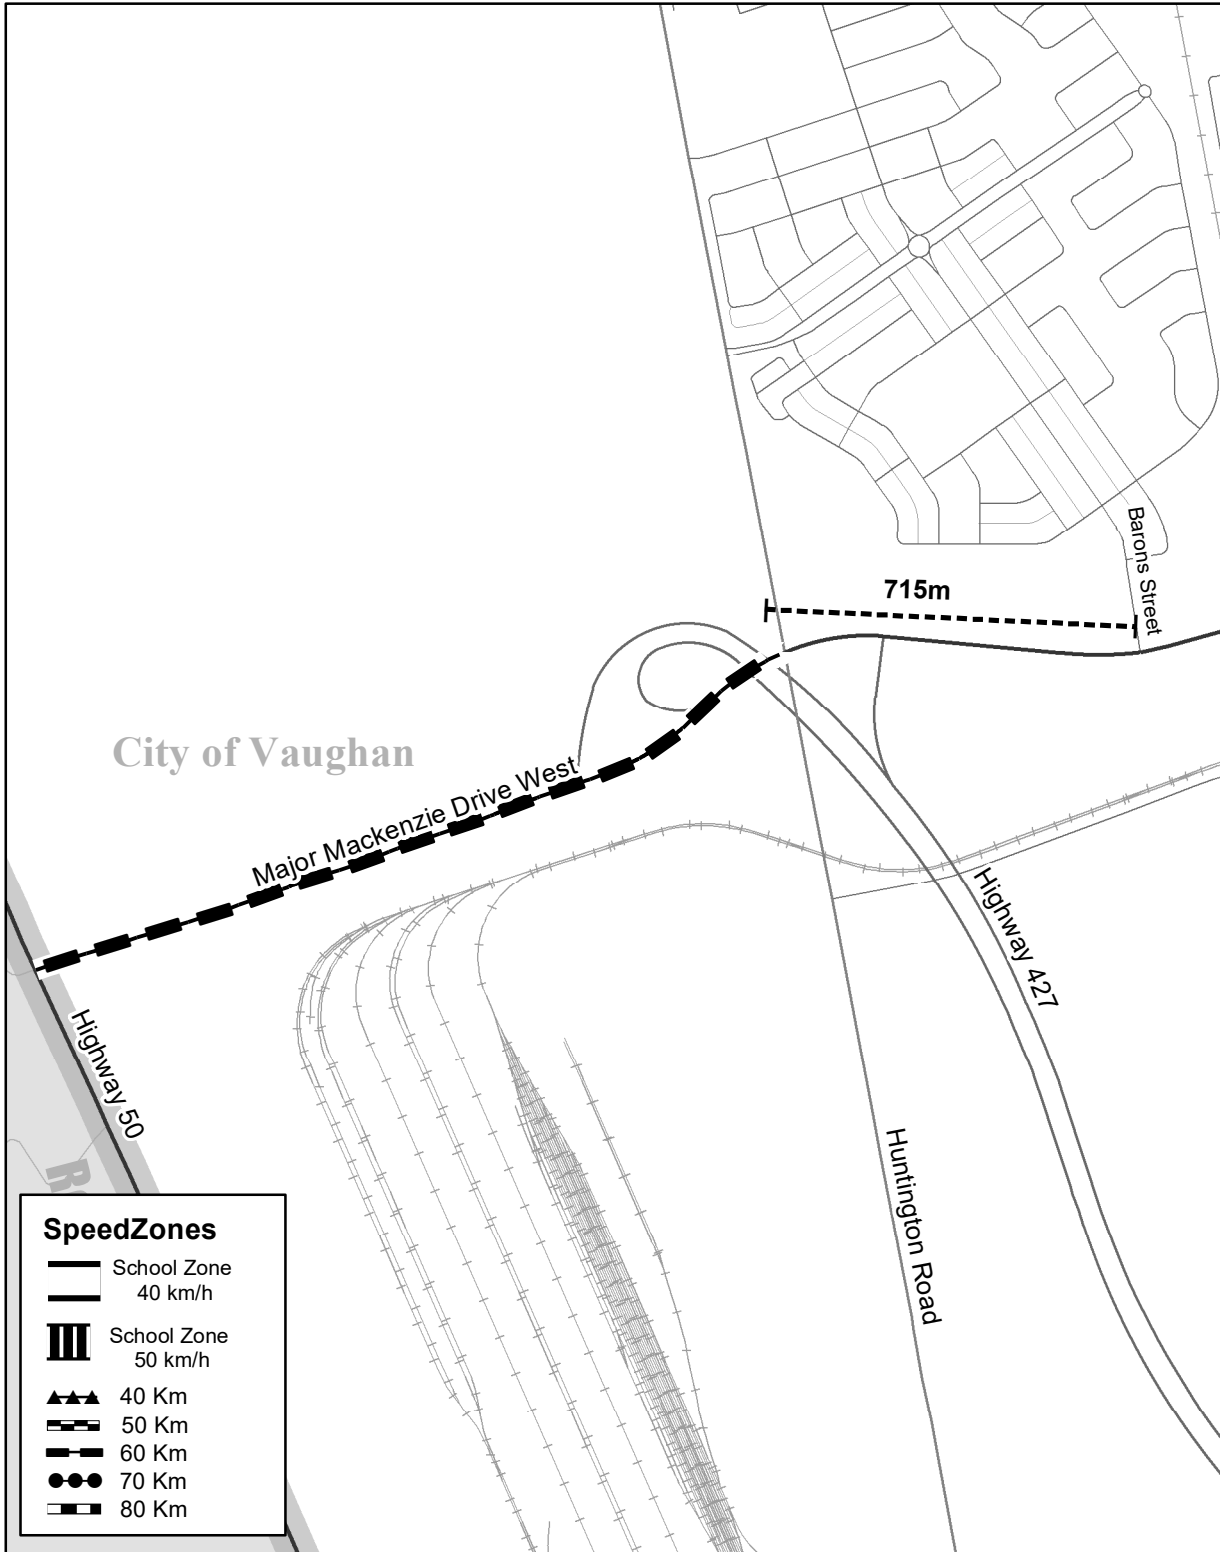 Barons Street
715m
City of Vaughan
Major Mackenzie Drive West
Highway 427
Highway 50
Huntington Road
SpeedZones
School Zone
40 km/h
School Zone
50 km/h
40 Km
50 Km
60 Km
70 Km
80 Km